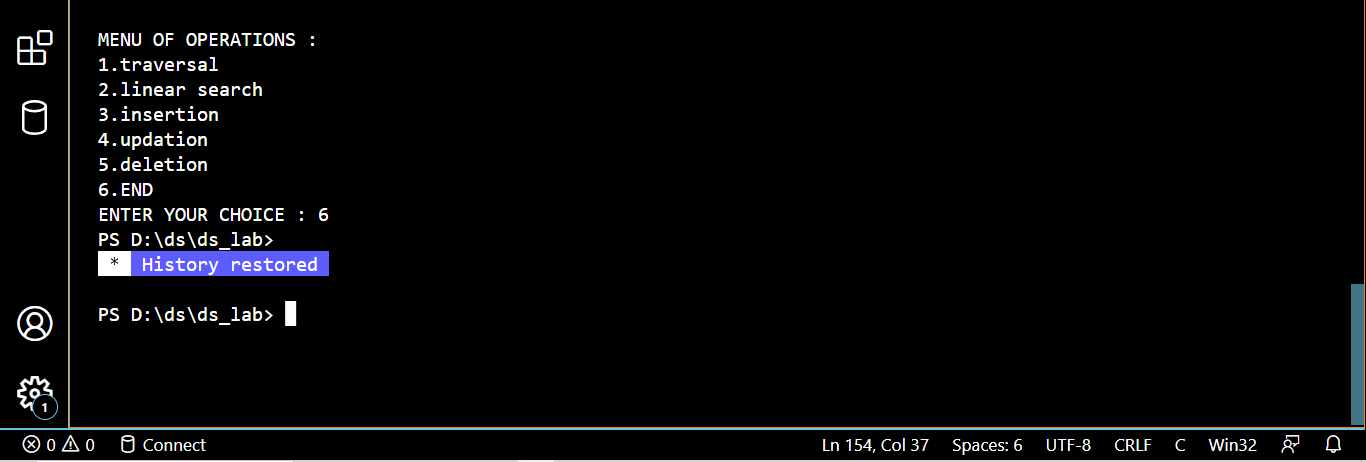 MENU OF OPERATIONS :
1.traversal
2.linear search
3.insertion
4.updation
5.deletion
6.END
ENTER YOUR CHOICE : 6
PS D:\ds\ds_lab>
* History restored
PS D:\ds\ds_lab>
1
0 0 Connect Ln 154, Col 37 Spaces: 6 UTF-8 CRLF C Win32